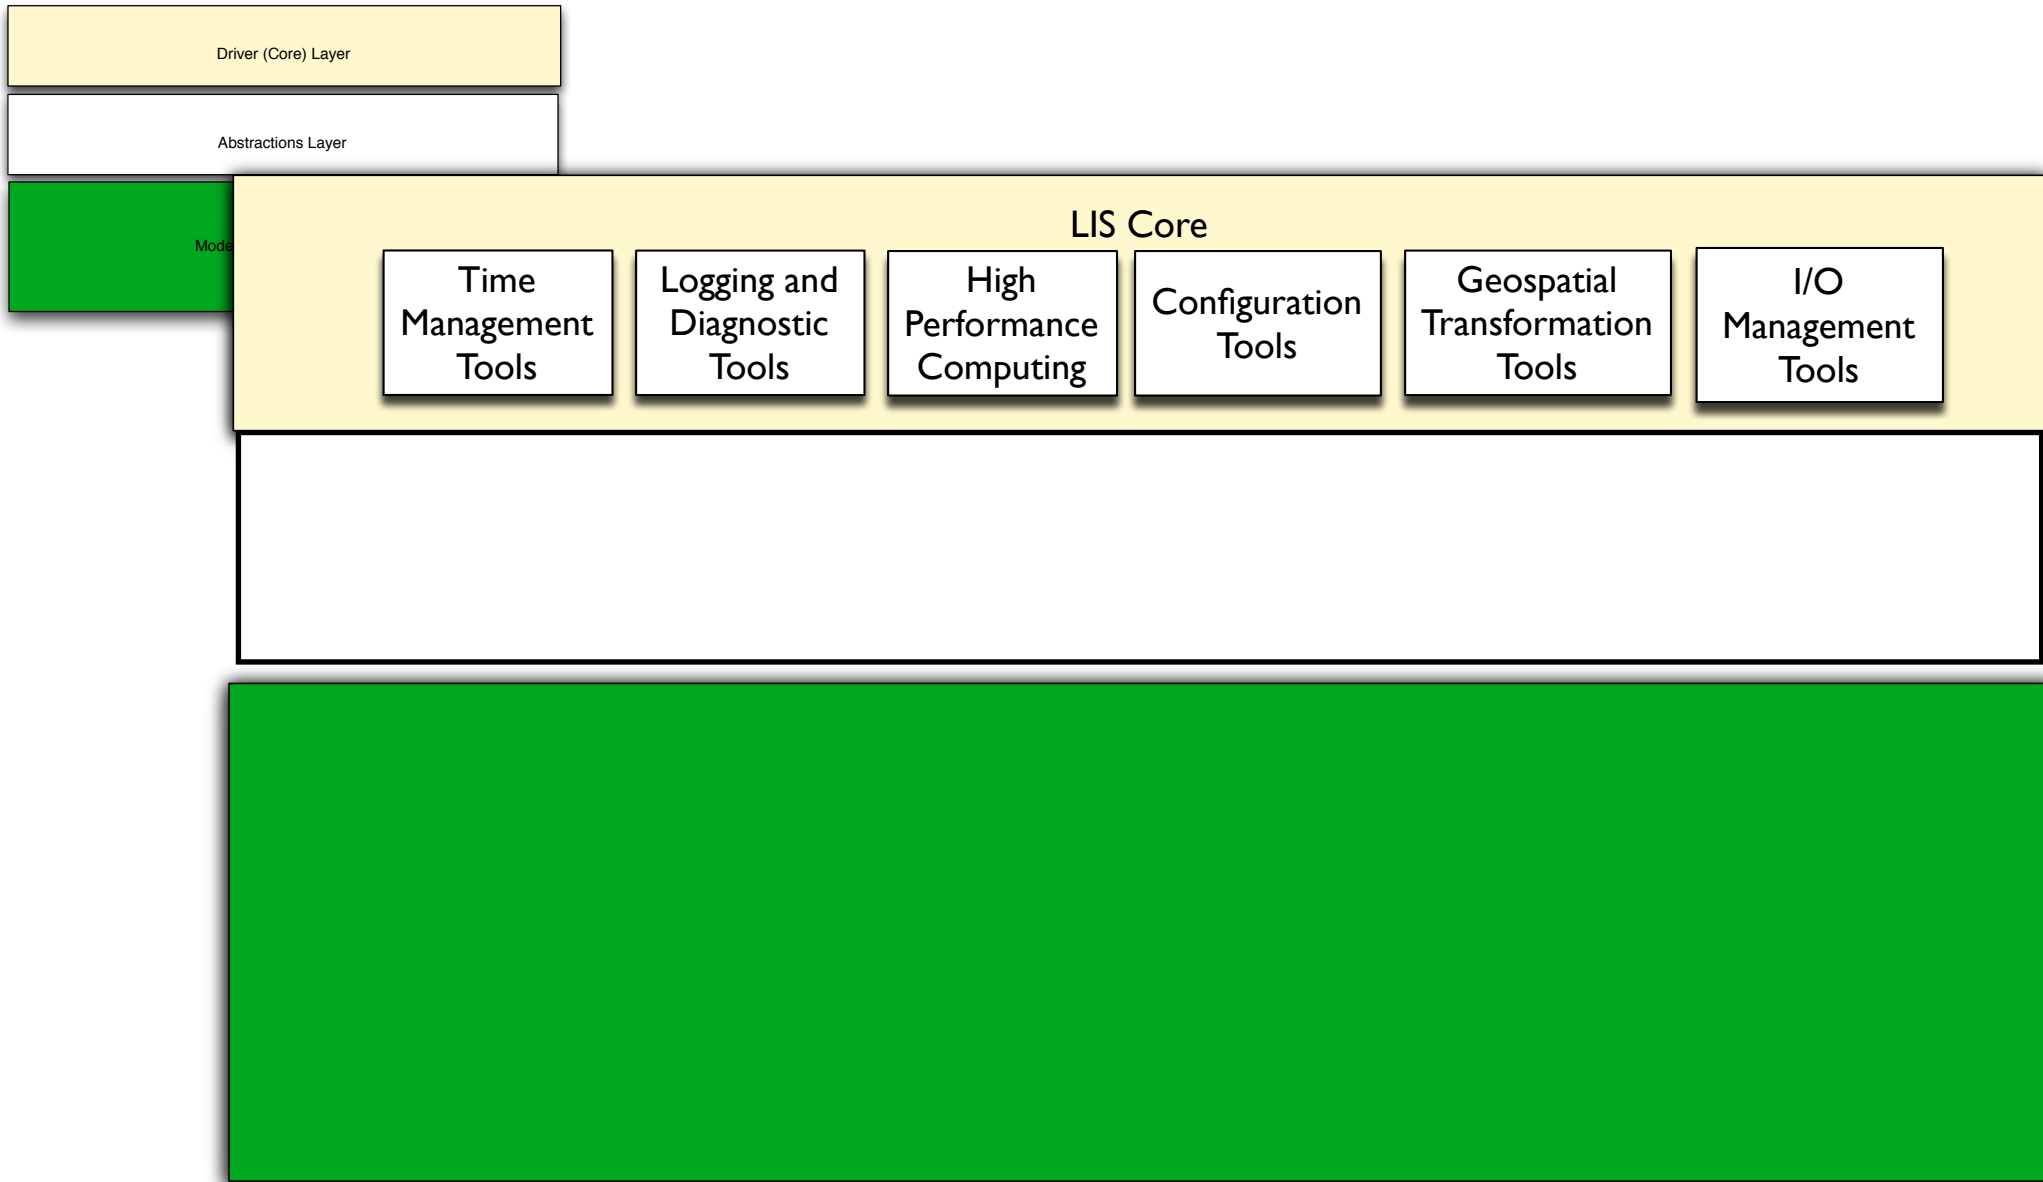 Driver (Core) Layer
Abstractions Layer
LIS Core
Time
Management
Tools
Logging and
Diagnostic
Tools
High
Performance
Computing
Configuration
Tools
Geospatial
Transformation
Tools
I/O
Management
Tools